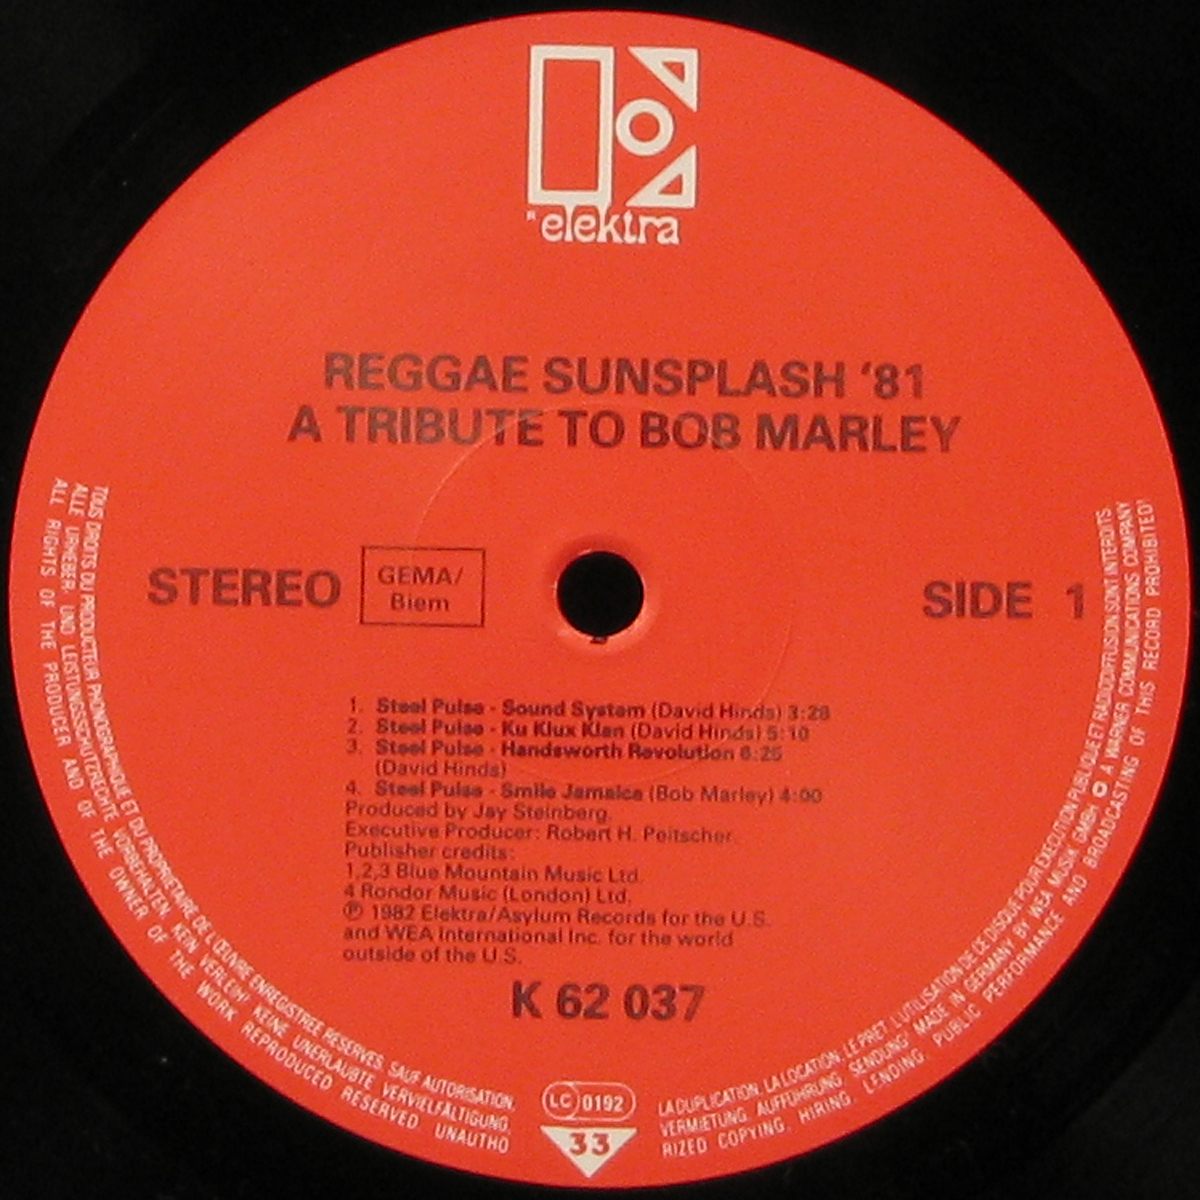 elektra
REGGAE SUNSPLASH '81
A TRIBUTE TO BOB MARLEY
STEREO
GEMA/
Biem
SIDE 1
1. Steel Pulse - Sound System (David Hinds) 3:28
2. Steel Pulse - Ku Klux Klan (David Hinds) 5:10
3. Steel Pulse - Handsworth Revolution 6:25
(David Hinds)
4. Steel Pulse - Smile Jamaica (Bob Marley) 4:00
Produced by Jay Steinberg.
Executive Producer: Robert H. Peitscher.
Publisher credits:
1,2,3 Blue Mountain Music Ltd.
4 Rondor Music (London) Ltd.
℗ 1982 Elektra/Asylum Records for the U.S.
and WEA International Inc. for the world
outside of the U.S.
K 62 037
LC 0192
33
TOUS DROITS DU PRODUCTEUR PHONOGRAPHIQUE ET DU PROPRIETAIRE DE L'ŒUVRE ENREGISTREE RESERVES. SAUF AUTORISATION, LA DUPLICATION, LA LOCATION, LE PRET, L'UTILISATION DE CE DISQUE POUR EXECUTION PUBLIQUE ET RADIODIFFUSION SONT INTERDITS
ALLE URHEBER- UND LEISTUNGSSCHUTZRECHTE VORBEHALTEN. KEIN VERLEIH! KEINE UNERLAUBTE VERVIELFÄLTIGUNG, VERMIETUNG, AUFFÜHRUNG, SENDUNG! MADE IN GERMANY BY WEA MUSIK GMBH. A WARNER COMMUNICATIONS COMPANY
ALL RIGHTS OF THE PRODUCER AND OF THE OWNER OF THE WORK REPRODUCED RESERVED UNAUTHORIZED COPYING, HIRING, LENDING, PUBLIC PERFORMANCE AND BROADCASTING OF THIS RECORD PROHIBITED!